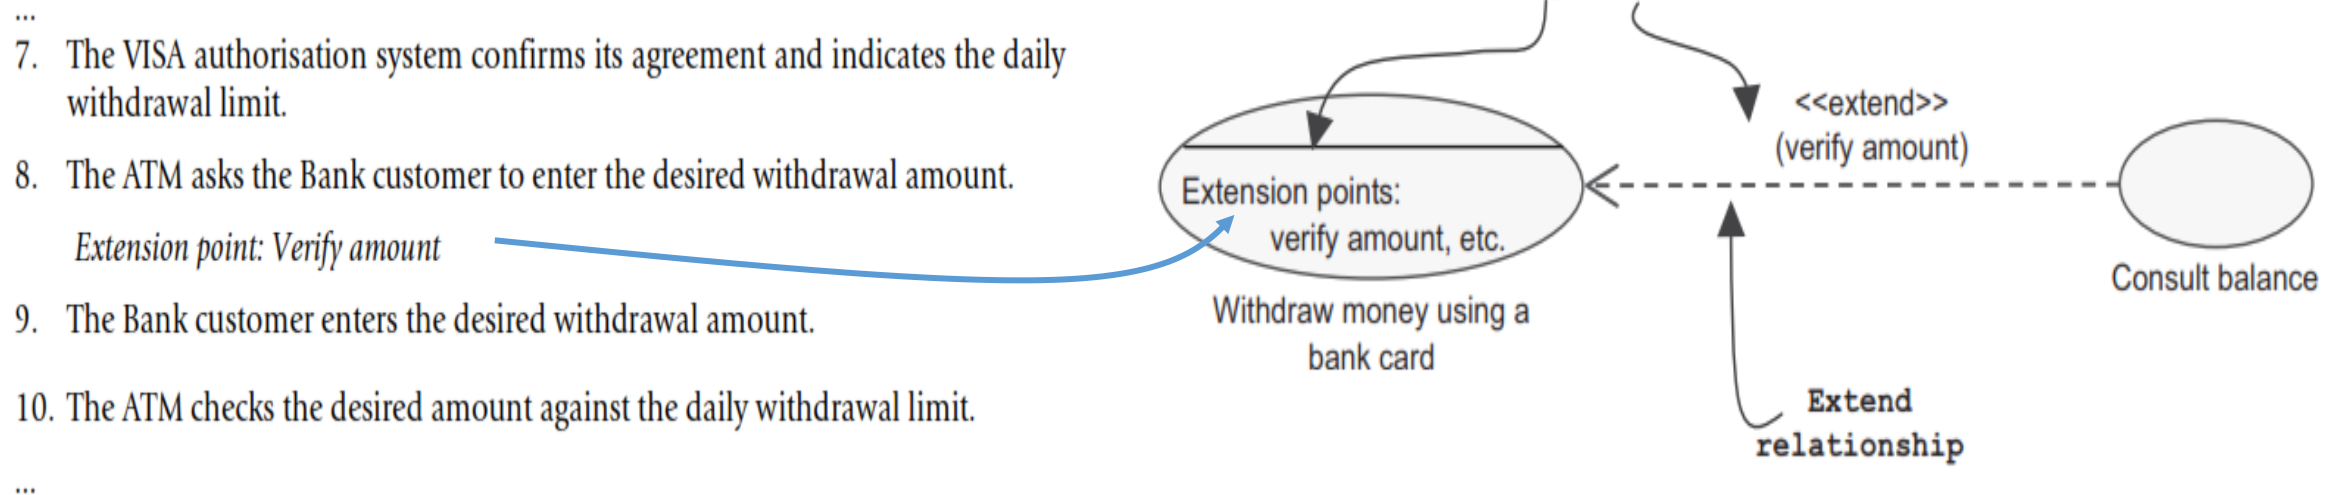 ...
7. The VISA authorisation system confirms its agreement and indicates the daily
withdrawal limit.
8. The ATM asks the Bank customer to enter the desired withdrawal amount.
Extension point: Verify amount
9. The Bank customer enters the desired withdrawal amount.
10. The ATM checks the desired amount against the daily withdrawal limit.
...
Extension points:
verify amount, etc.
Withdraw money using a
bank card
<<extend>>
(verify amount)
Consult balance
Extend
relationship